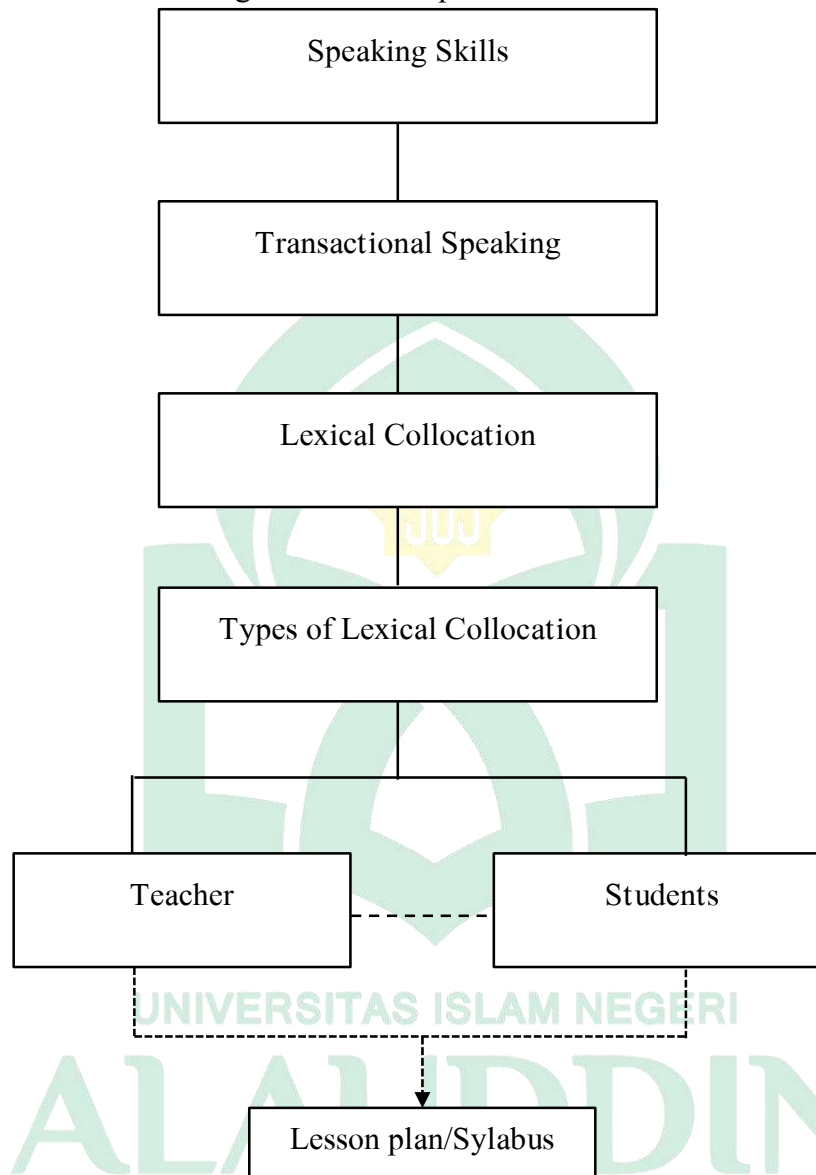 Speaking Skills
Transactional Speaking
Lexical Collocation
Types of Lexical Collocation
Teacher
Students
UNIVERSITAS ISLAM NEGERI
ALAUDDIN
Lesson plan/Sylabus